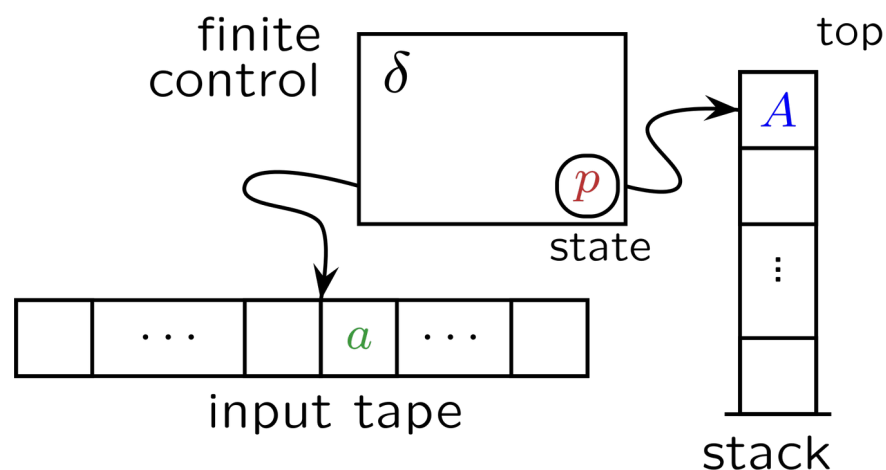 finite
control
δ
top
A
p
state
⋮
··· a ···
input tape
stack